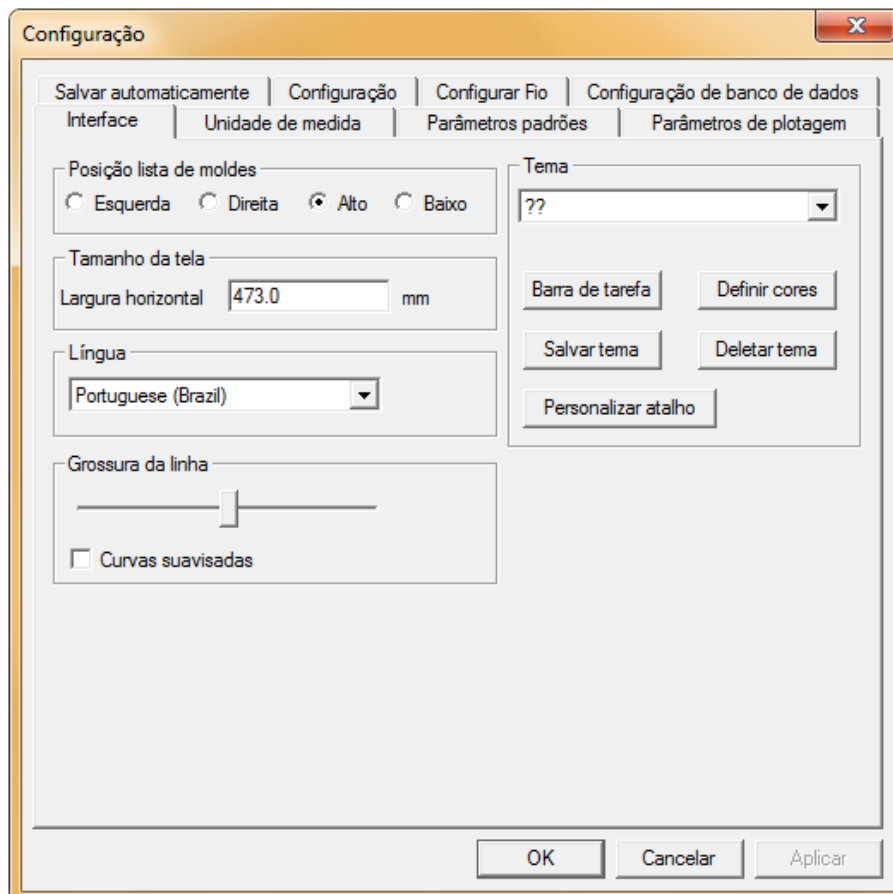 Configuração
Salvar automaticamente Configuração Configurar Fio Configuração de banco de dados
Interface Unidade de medida Parâmetros padrões Parâmetros de plotagem
Posição lista de moldes
Esquerda Direita Alto Baixo
Tamanho da tela
Largura horizontal 473.0 mm
Língua
Portuguese (Brazil)
Grossura da linha
Curvas suavisadas
Tema
??
Barra de tarefa Definir cores
Salvar tema Deletar tema
Personalizar atalho
OK Cancelar Aplicar